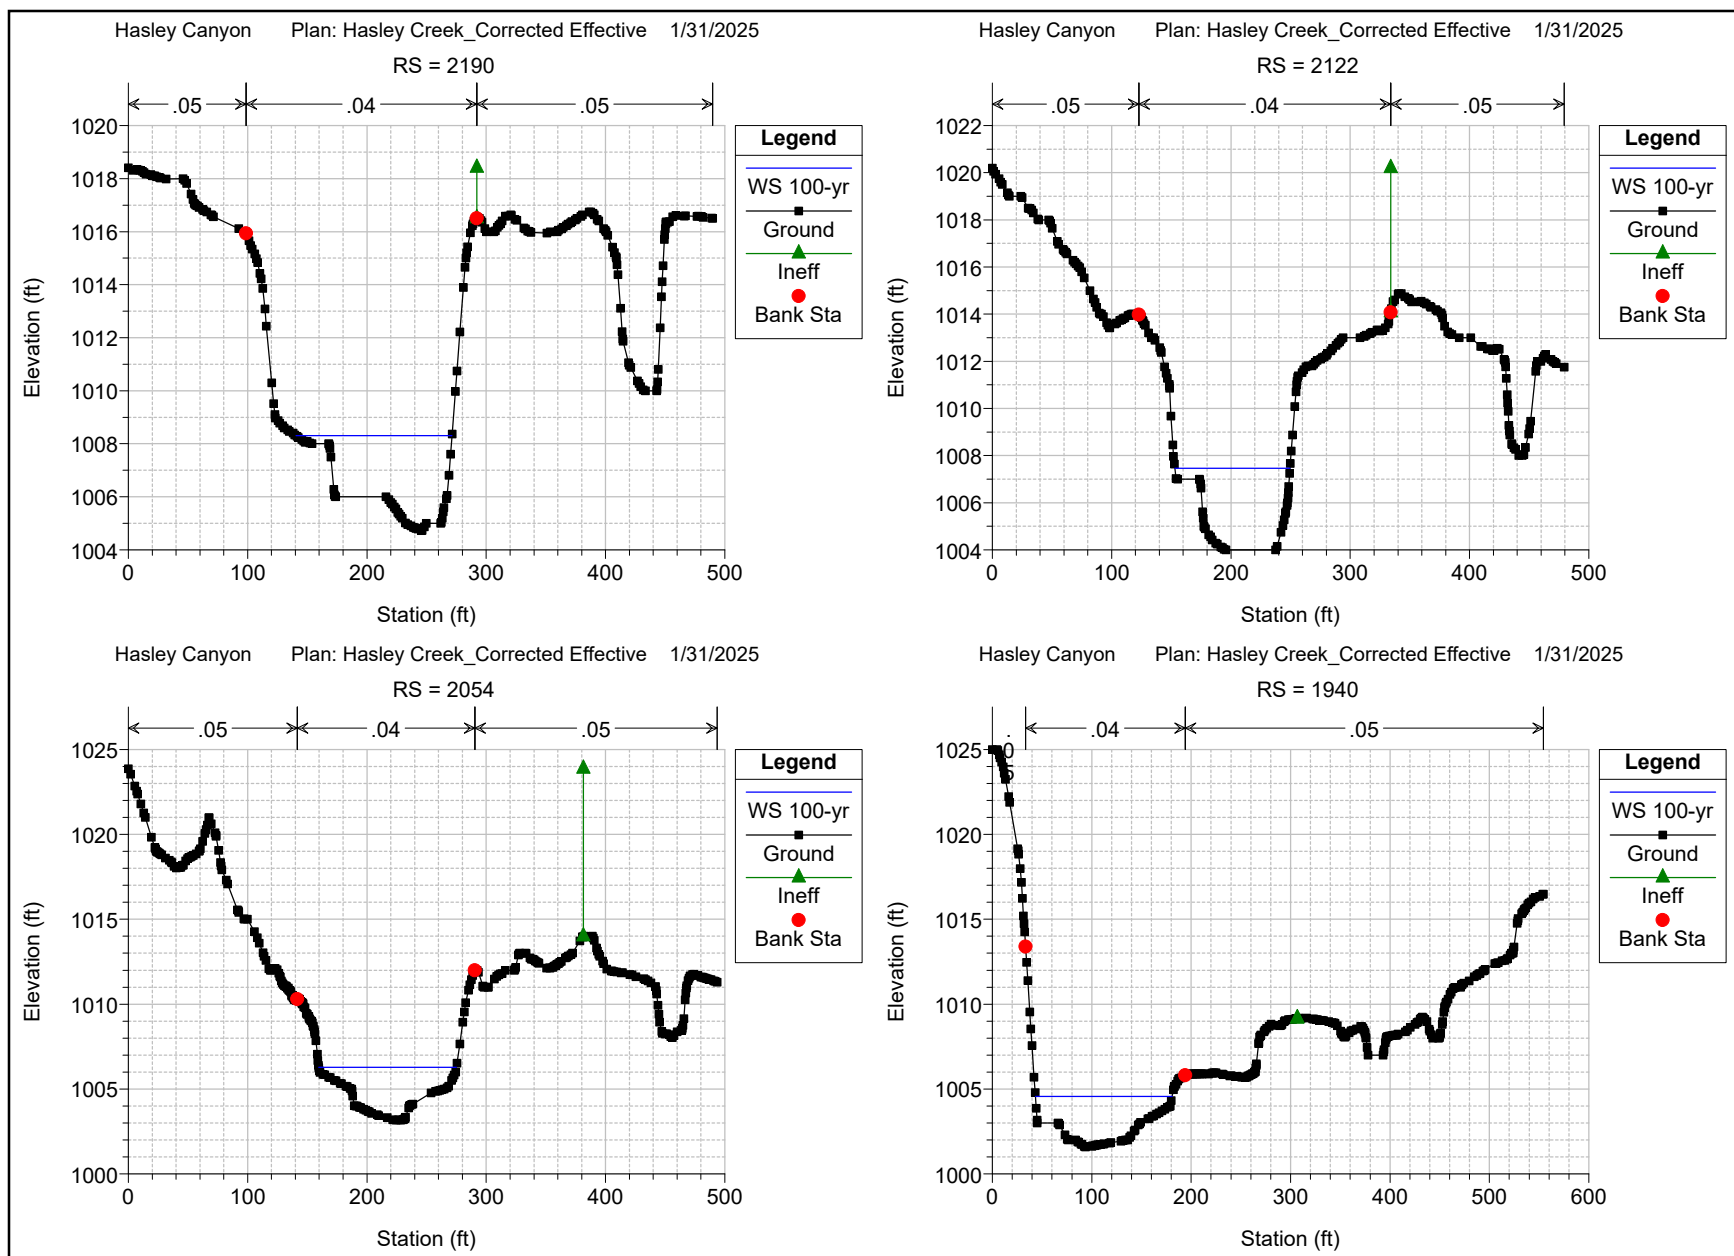 Hasley Canyon Plan: Hasley Creek_Corrected Effective 1/31/2025
RS = 2190
.05 .04 .05
1020
1018
1016
1014
1012
1010
1008
1006
1004
0 100 200 300 400 500
Station (ft)
Elevation (ft)
Legend
WS 100-yr
Ground
Ineff
Bank Sta
Hasley Canyon Plan: Hasley Creek_Corrected Effective 1/31/2025
RS = 2122
.05 .04 .05
1022
1020
1018
1016
1014
1012
1010
1008
1006
1004
0 100 200 300 400 500
Station (ft)
Elevation (ft)
Legend
WS 100-yr
Ground
Ineff
Bank Sta
Hasley Canyon Plan: Hasley Creek_Corrected Effective 1/31/2025
RS = 2054
.05 .04 .05
1025
1020
1015
1010
1005
1000
0 100 200 300 400 500
Station (ft)
Elevation (ft)
Legend
WS 100-yr
Ground
Ineff
Bank Sta
Hasley Canyon Plan: Hasley Creek_Corrected Effective 1/31/2025
RS = 1940
.05 .04 .05
1025
1020
1015
1010
1005
1000
0 100 200 300 400 500 600
Station (ft)
Elevation (ft)
Legend
WS 100-yr
Ground
Ineff
Bank Sta